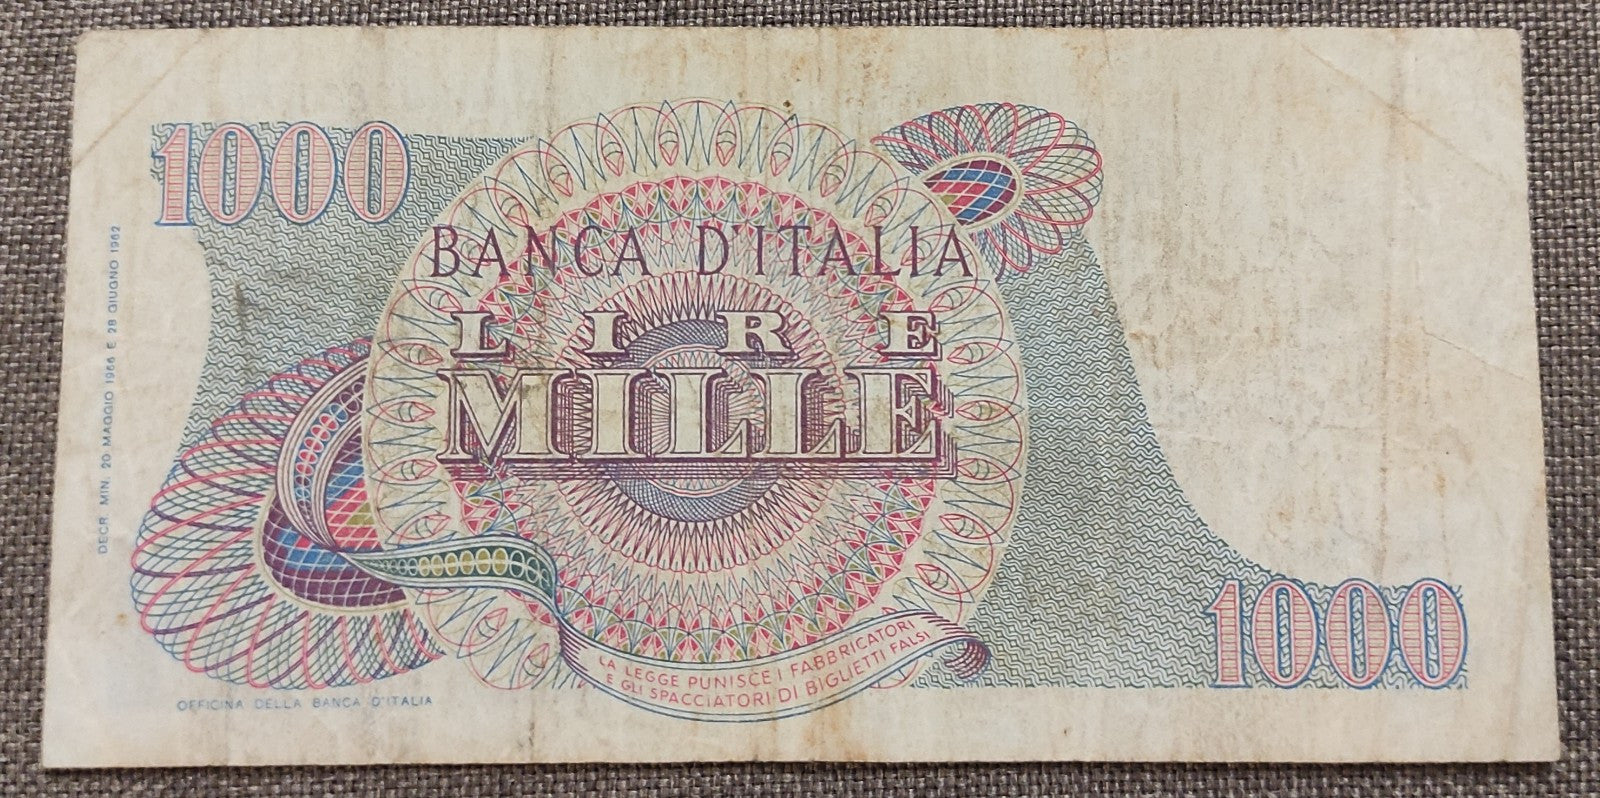 1000
BANCA D'ITALIA
LIRE
MILLE
DECR. MIN. 20 MAGGIO 1966 E 28 GIUGNO 1962
LA LEGGE PUNISCE I FABBRICATORI
E GLI SPACCIATORI DI BIGLIETTI FALSI
1000
OFFICINA DELLA BANCA D'ITALIA